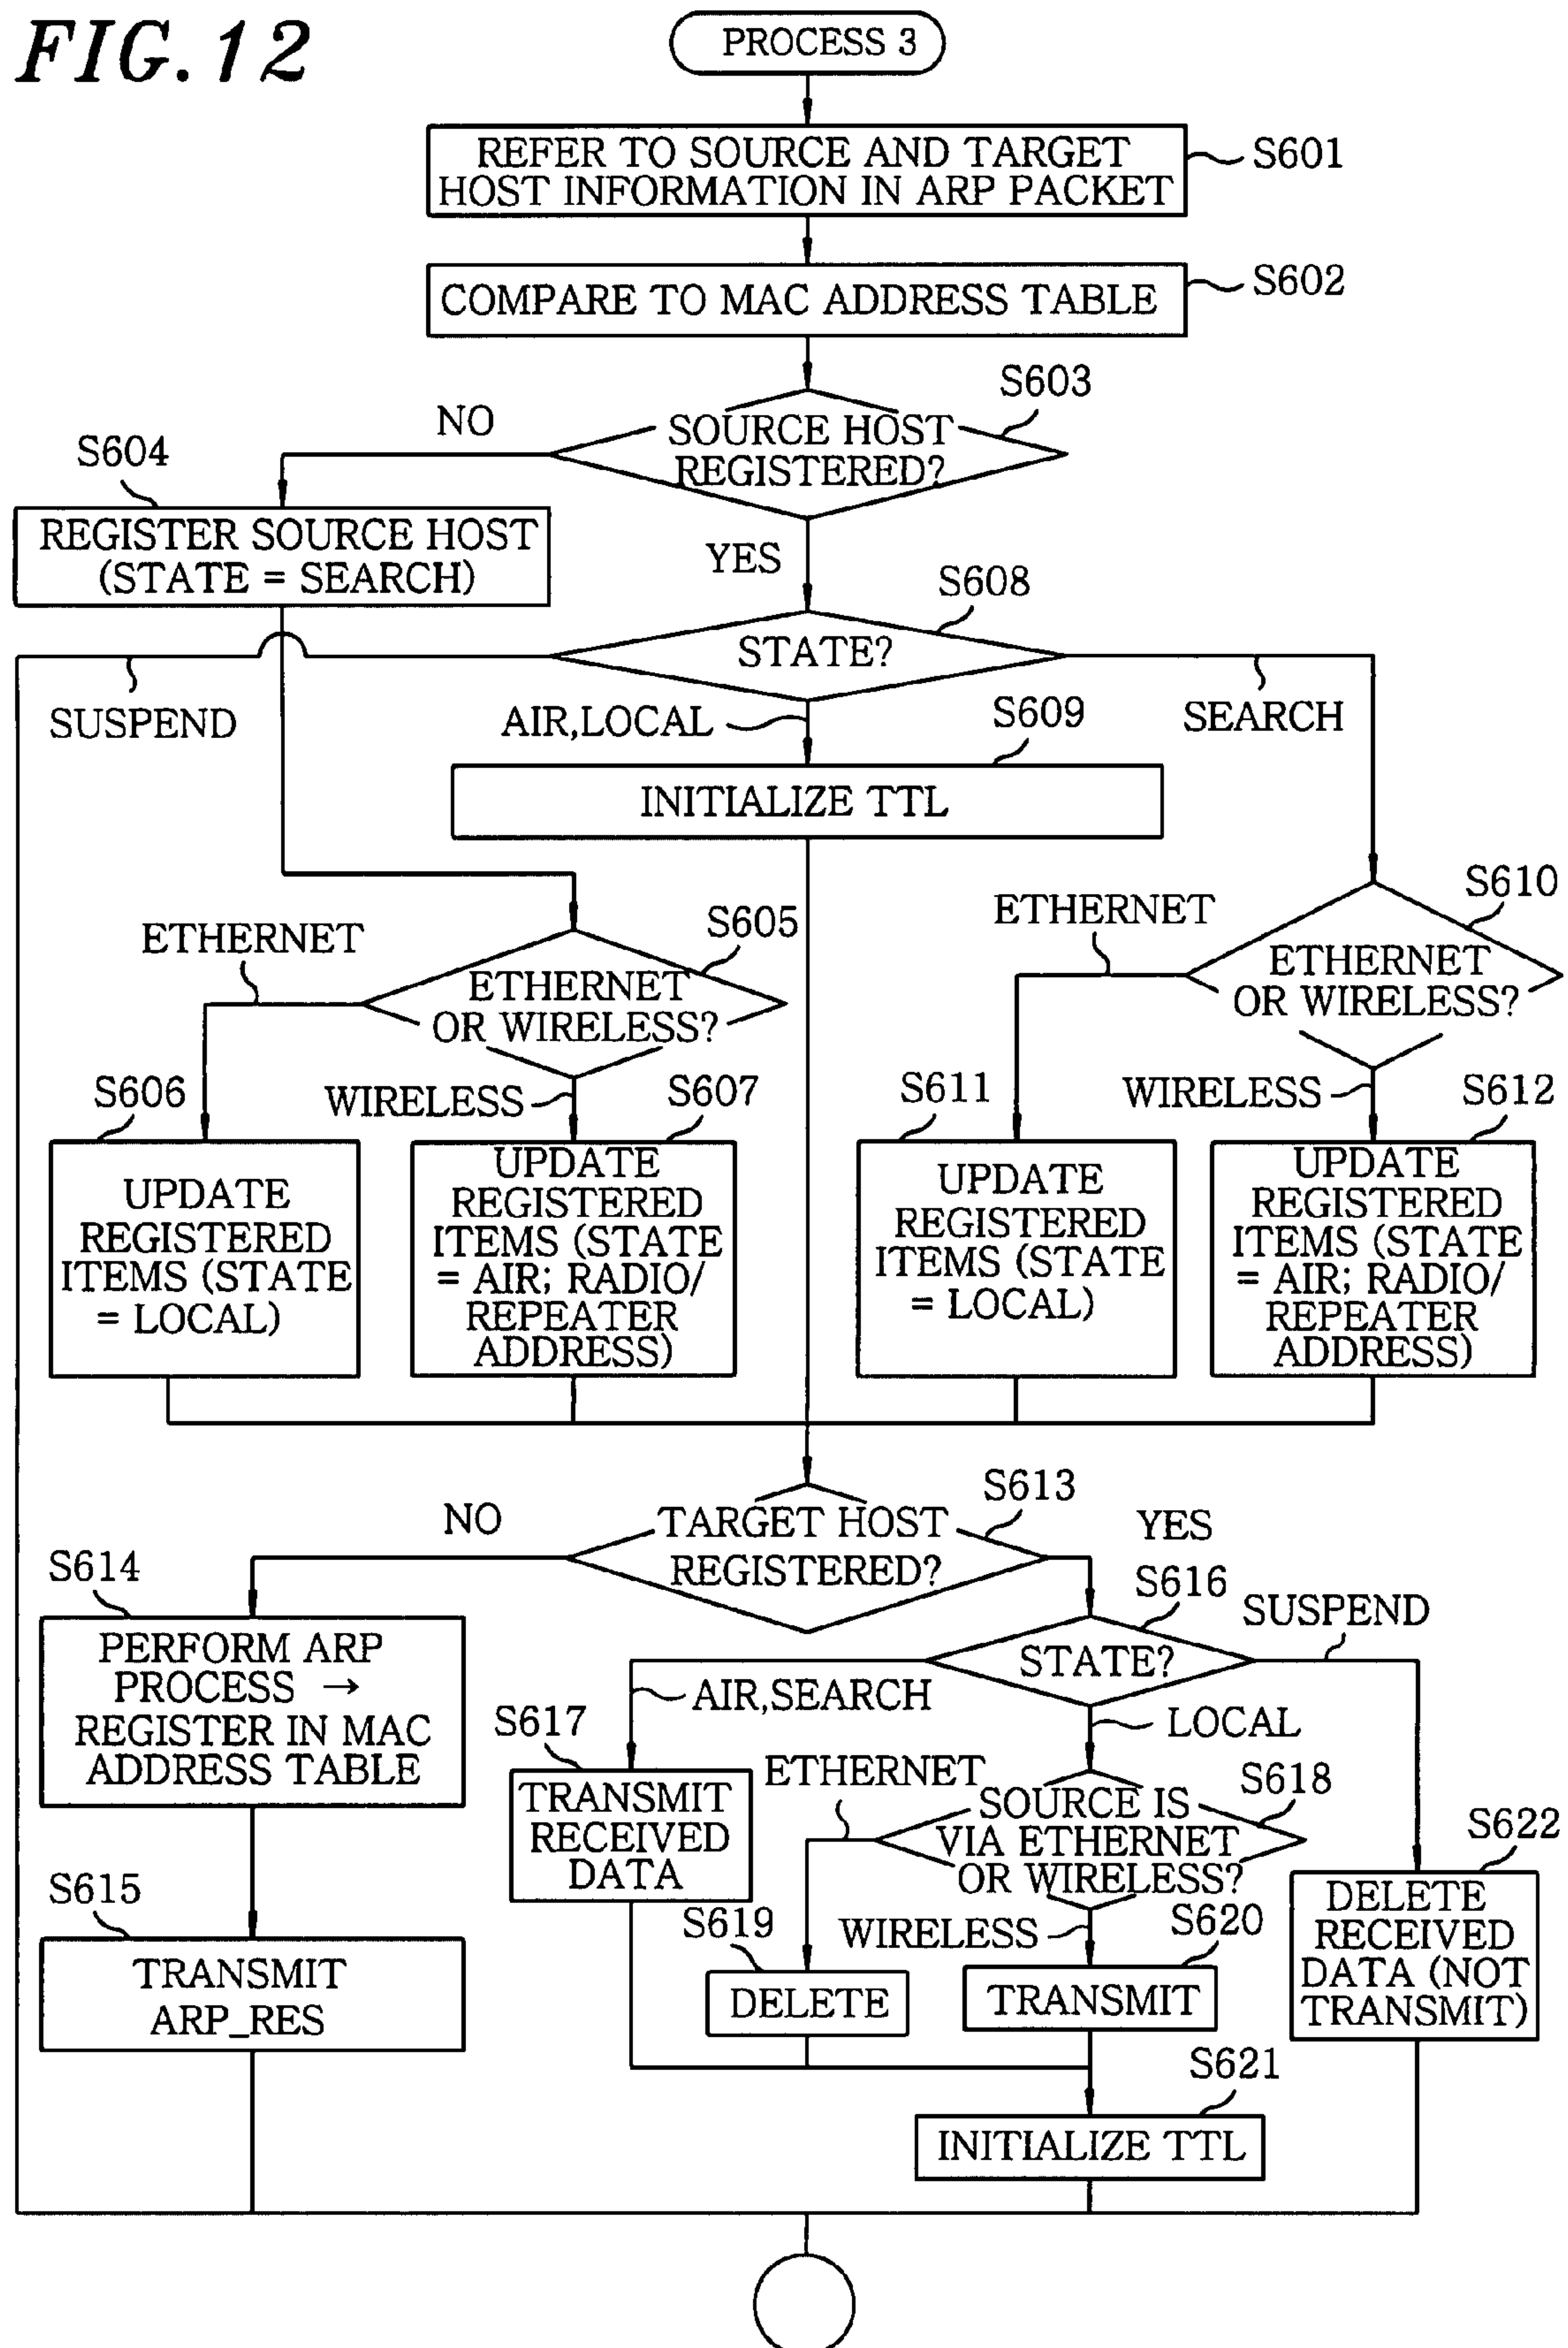 FIG.12
PROCESS 3
REFER TO SOURCE AND TARGET
HOST INFORMATION IN ARP PACKET
S601
COMPARE TO MAC ADDRESS TABLE
S602
S603
SOURCE HOST
REGISTERED?
NO
YES
S604
REGISTER SOURCE HOST
(STATE = SEARCH)
S608
STATE?
SUSPEND
AIR,LOCAL
SEARCH
S609
INITIALIZE TTL
S605
ETHERNET
ETHERNET
OR WIRELESS?
WIRELESS
S610
ETHERNET
ETHERNET
OR WIRELESS?
WIRELESS
S606
UPDATE
REGISTERED
ITEMS (STATE
= LOCAL)
S607
UPDATE
REGISTERED
ITEMS (STATE
= AIR; RADIO/
REPEATER
ADDRESS)
S611
UPDATE
REGISTERED
ITEMS (STATE
= LOCAL)
S612
UPDATE
REGISTERED
ITEMS (STATE
= AIR; RADIO/
REPEATER
ADDRESS)
S613
TARGET HOST
REGISTERED?
NO
YES
S614
PERFORM ARP
PROCESS →
REGISTER IN MAC
ADDRESS TABLE
S615
TRANSMIT
ARP_RES
S616
STATE?
AIR,SEARCH
LOCAL
SUSPEND
S617
TRANSMIT
RECEIVED
DATA
S618
SOURCE IS
VIA ETHERNET
OR WIRELESS?
ETHERNET
WIRELESS
S619
DELETE
S620
TRANSMIT
S622
DELETE
RECEIVED
DATA (NOT
TRANSMIT)
S621
INITIALIZE TTL